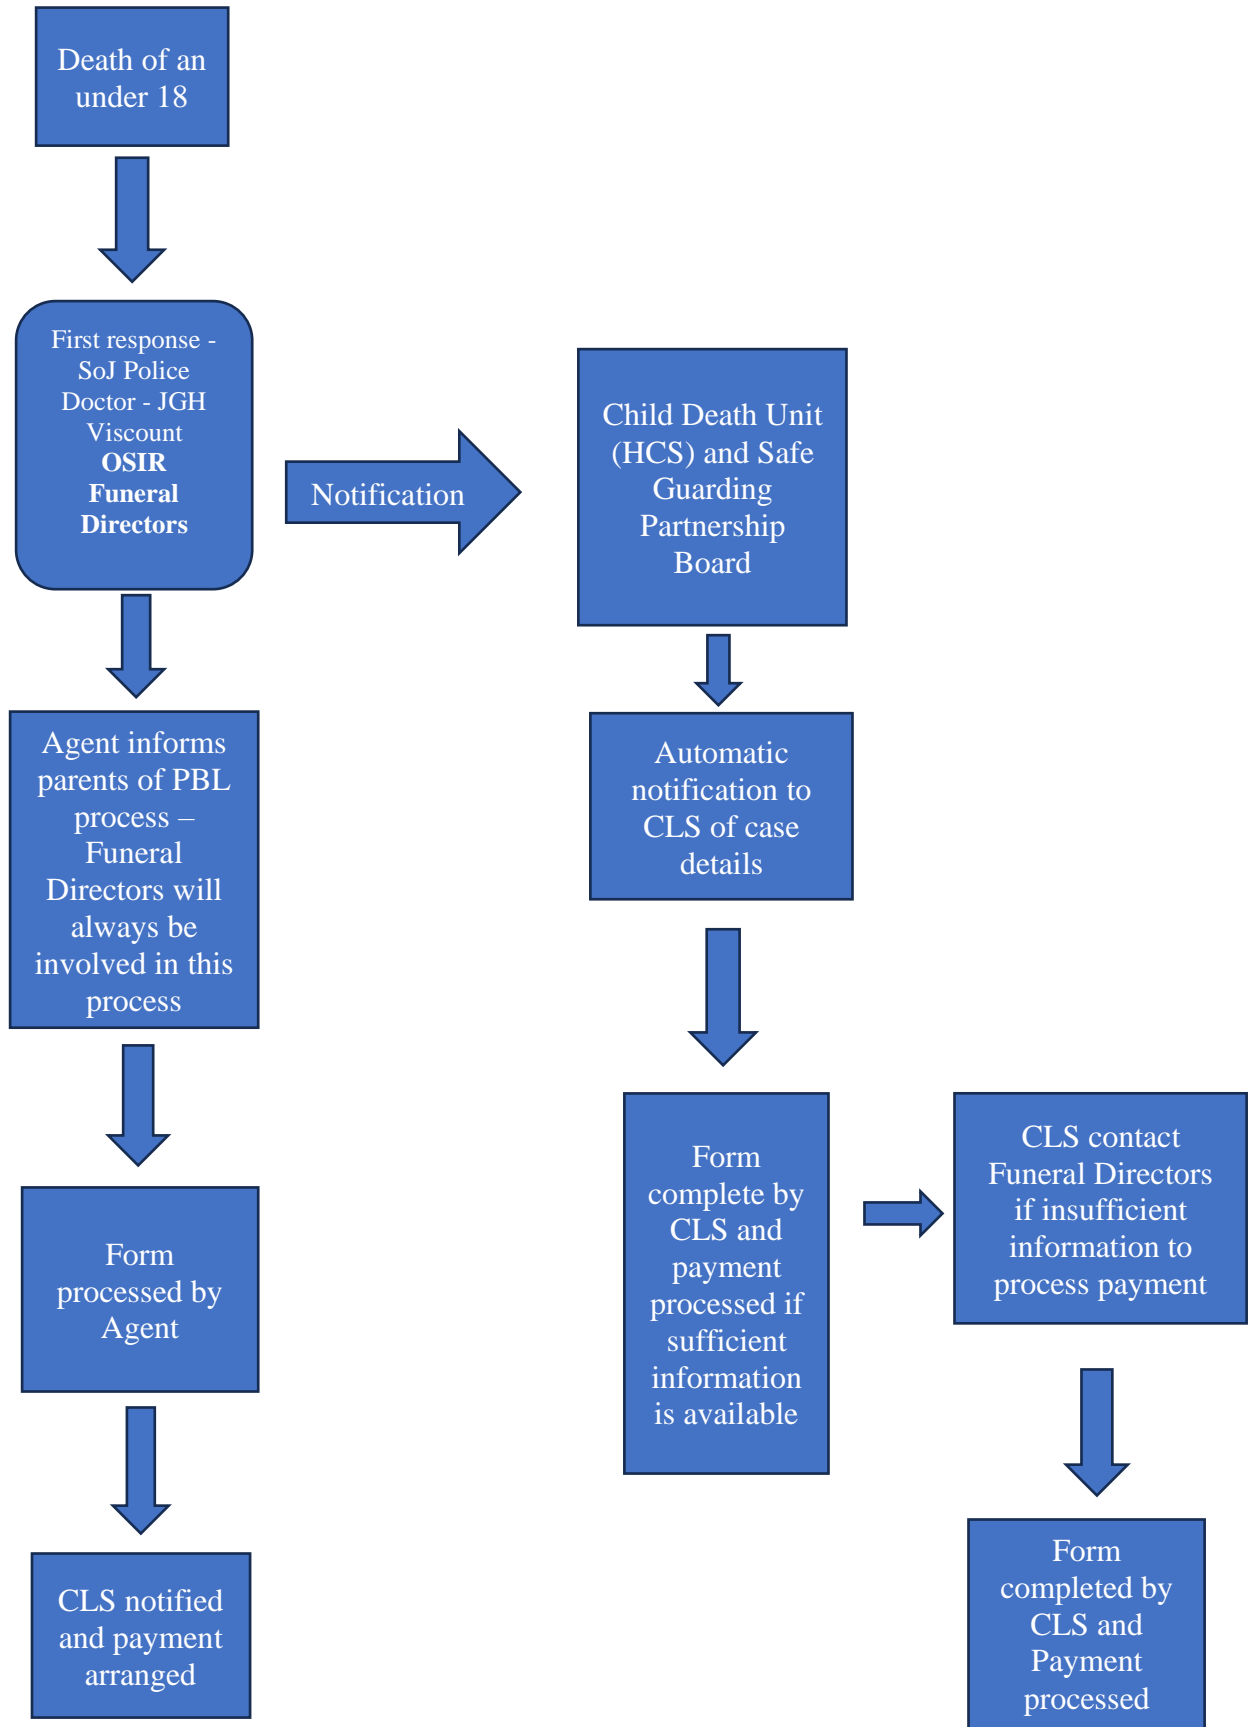 Death of an
under 18
First response -
SoJ Police
Doctor - JGH
Viscount
OSIR
Funeral
Directors
Notification
Child Death Unit
(HCS) and Safe
Guarding
Partnership
Board
Agent informs
parents of PBL
process –
Funeral
Directors will
always be
involved in this
process
Automatic
notification to
CLS of case
details
Form
processed by
Agent
Form
complete by
CLS and
payment
processed if
sufficient
information
is available
CLS contact
Funeral Directors
if insufficient
information to
process payment
CLS notified
and payment
arranged
Form
completed by
CLS and
Payment
processed